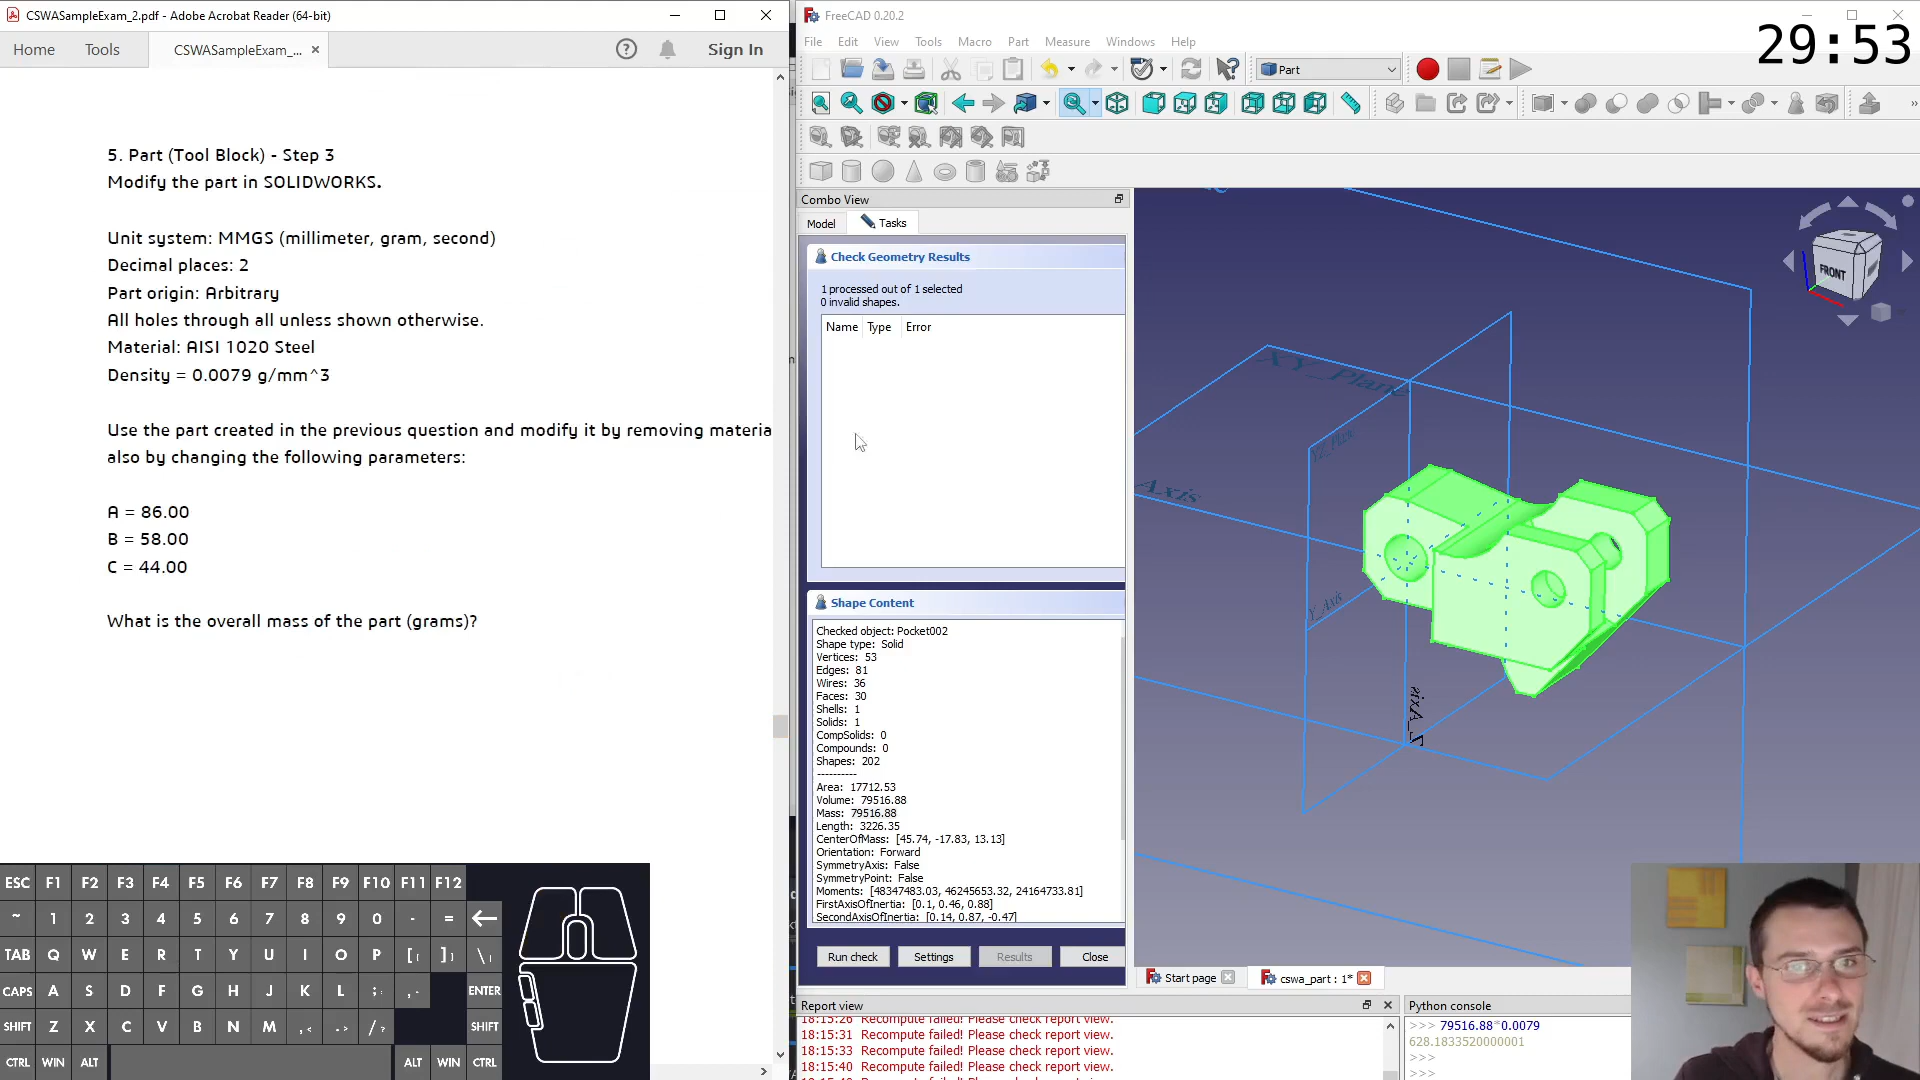 CSWASampleExam_2.pdf - Adobe Acrobat Reader (64-bit)
Home
Tools
CSWASampleExam_...
Sign In
5. Part (Tool Block) - Step 3
Modify the part in SOLIDWORKS.
Unit system: MMGS (millimeter, gram, second)
Decimal places: 2
Part origin: Arbitrary
All holes through all unless shown otherwise.
Material: AISI 1020 Steel
Density = 0.0079 g/mm^3
Use the part created in the previous question and modify it by removing materia
also by changing the following parameters:
A = 86.00
B = 58.00
C = 44.00
What is the overall mass of the part (grams)?
ESC F1 F2 F3 F4 F5 F6 F7 F8 F9 F10 F11 F12
~ 1 2 3 4 5 6 7 8 9 0 - =
TAB Q W E R T Y U I O P [{ ]} \|
CAPS A S D F G H J K L ;: ,. ENTER
SHIFT Z X C V B N M ,< .> /? SHIFT
CTRL WIN ALT ALT WIN CTRL
FreeCAD 0.20.2
29:53
File Edit View Tools Macro Part Measure Windows Help
Part
Combo View
Model
Tasks
Check Geometry Results
1 processed out of 1 selected
0 invalid shapes.
Name Type Error
Shape Content
Checked object: Pocket002
Shape type: Solid
Vertices: 53
Edges: 81
Wires: 36
Faces: 30
Shells: 1
Solids: 1
CompSolids: 0
Compounds: 0
Shapes: 202
----------
Area: 17712.53
Volume: 79516.88
Mass: 79516.88
Length: 3226.35
CenterOfMass: [45.74, -17.83, 13.13]
Orientation: Forward
SymmetryAxis: False
SymmetryPoint: False
Moments: [48347483.03, 46245653.32, 24164733.81]
FirstAxisOfInertia: [0.1, 0.46, 0.88]
SecondAxisOfInertia: [0.14, 0.87, -0.47]
Run check
Settings
Results
Close
XY_Plane
Axis
Y_Axis
FRONT
Start page
cswa_part : 1*
Report view
18:15:26 Recompute failed! Please check report view.
18:15:31 Recompute failed! Please check report view.
18:15:33 Recompute failed! Please check report view.
18:15:40 Recompute failed! Please check report view.
Python console
>>> 79516.88*0.0079
628.1833520000001
>>>
>>>